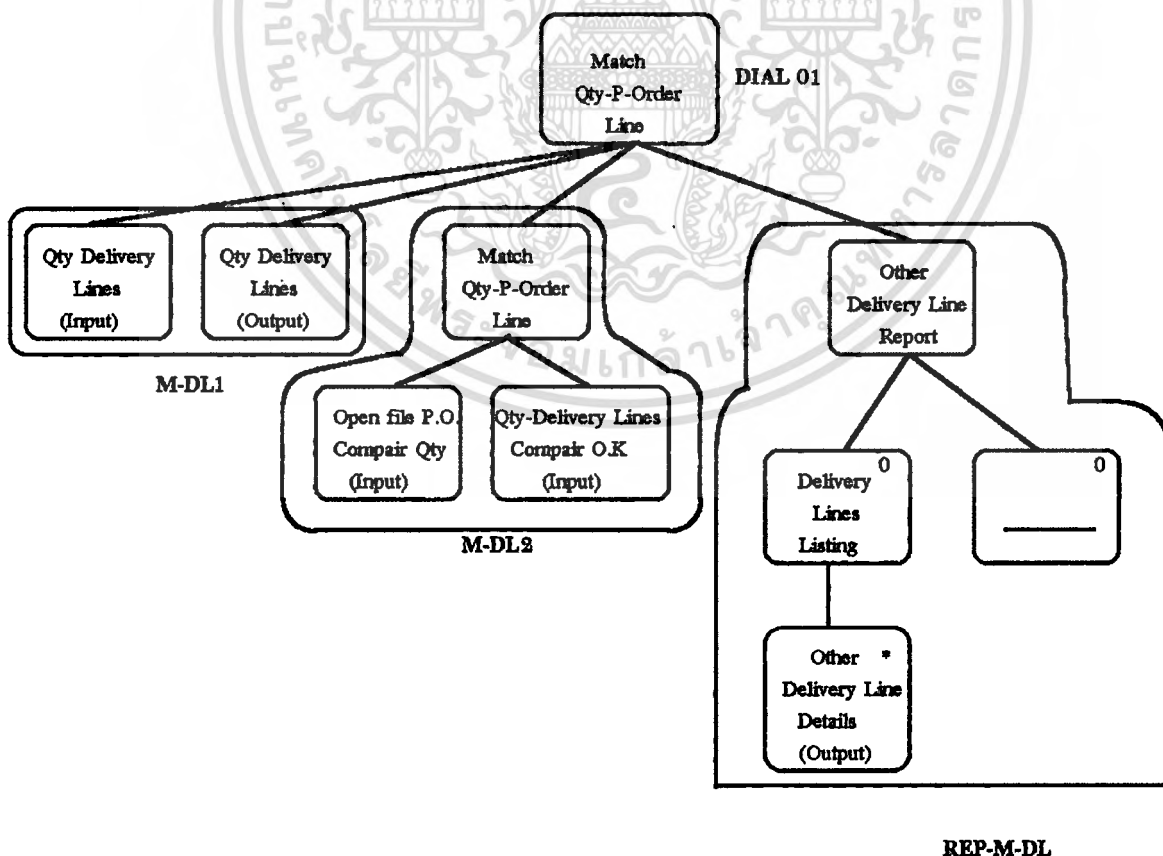 Match
Qty-P-Order
Line
DIAL 01
Qty Delivery
Lines
(Input)
Qty Delivery
Lines
(Output)
M-DL1
Match
Qty-P-Order
Line
Open file P.O.
Compair Qty
(Input)
Qty-Delivery Lines
Compair O.K
(Input)
M-DL2
Other
Delivery Line
Report
Delivery 0
Lines
Listing
0
Other *
Delivery Line
Details
(Output)
REP-M-DL